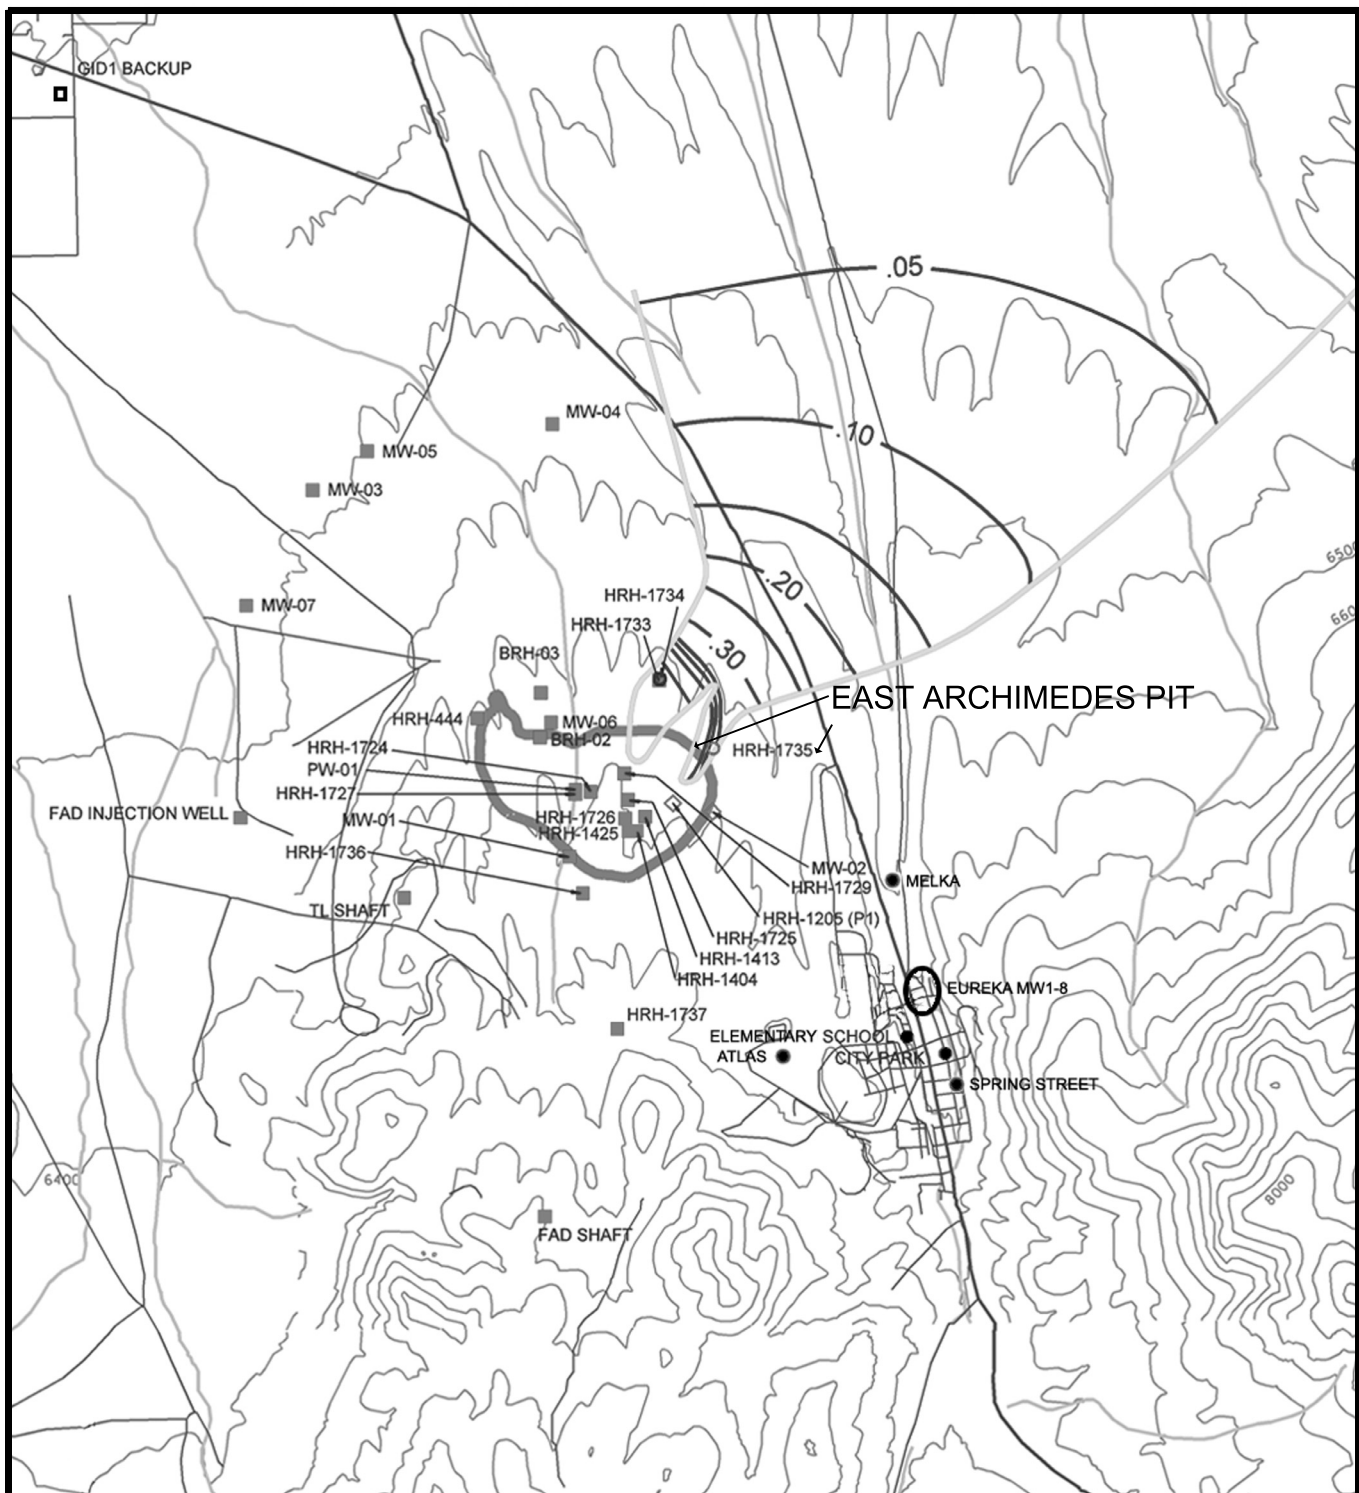 GID1 BACKUP
.05
MW-04
.10
MW-05
MW-03
6500
.20
HRH-1734
MW-07
HRH-1733
.30
BRH-03
EAST ARCHIMEDES PIT
HRH-444
MW-06
BRH-02
HRH-1724
HRH-1735
PW-01
HRH-1727
FAD INJECTION WELL
HRH-1726
MW-01
HRH-1425
HRH-1736
MW-02
MELKA
HRH-1729
TL SHAFT
HRH-1205 (P1)
HRH-1725
HRH-1413
HRH-1404
EUREKA MW1-8
HRH-1737
ELEMENTARY SCHOOL
ATLAS
CITY PARK
SPRING STREET
6400
8000
FAD SHAFT